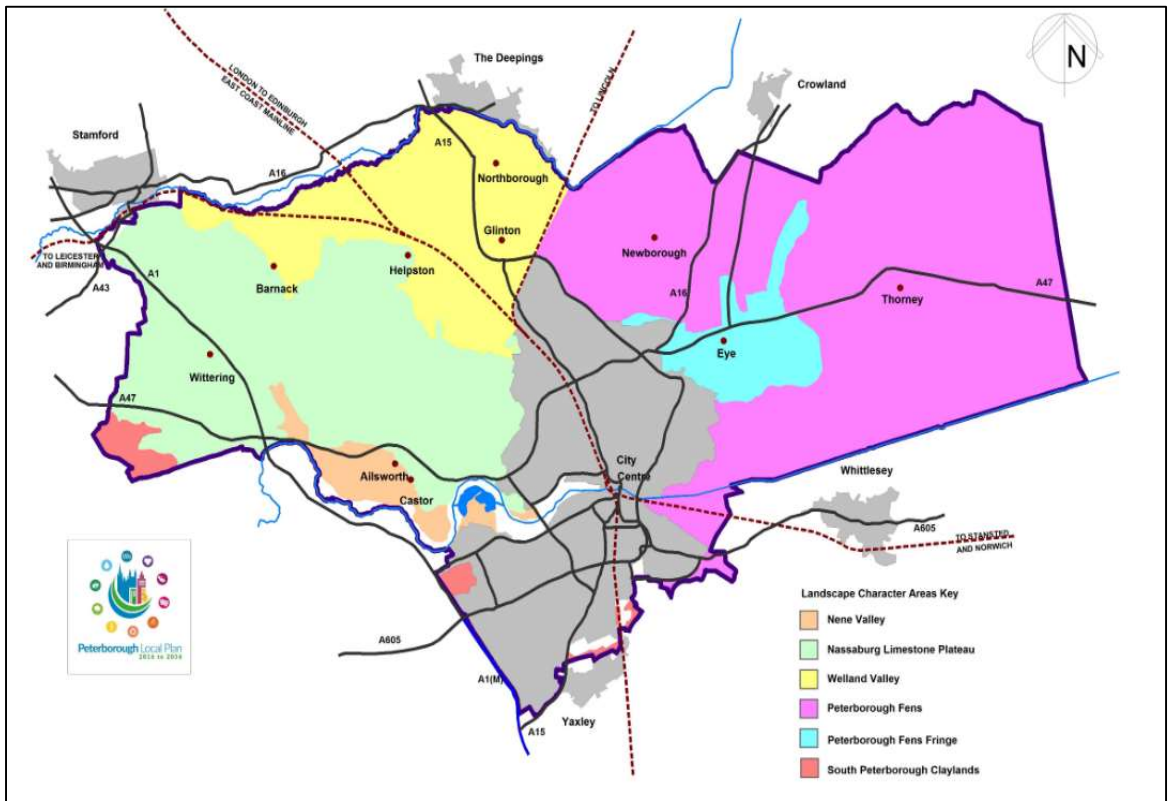 The Deepings
LONDON TO EDINBURGH
EAST COAST MAINLINE
TO LINCOLN
N
Crowland
Stamford
A15
A16
Northborough
Glinton
Newborough
TO LEICESTER
AND BIRMINGHAM
A1
A43
Barnack
Helpston
A16
Thorney
A47
Eye
Wittering
A47
City
Centre
Whittlesey
Ailsworth
Castor
A605
TO STANSTED
AND NORWICH
Peterborough Local Plan
2016 to 2036
A605
A1(M)
A15
Yaxley
Landscape Character Areas Key
Nene Valley
Nassaburg Limestone Plateau
Welland Valley
Peterborough Fens
Peterborough Fens Fringe
South Peterborough Claylands